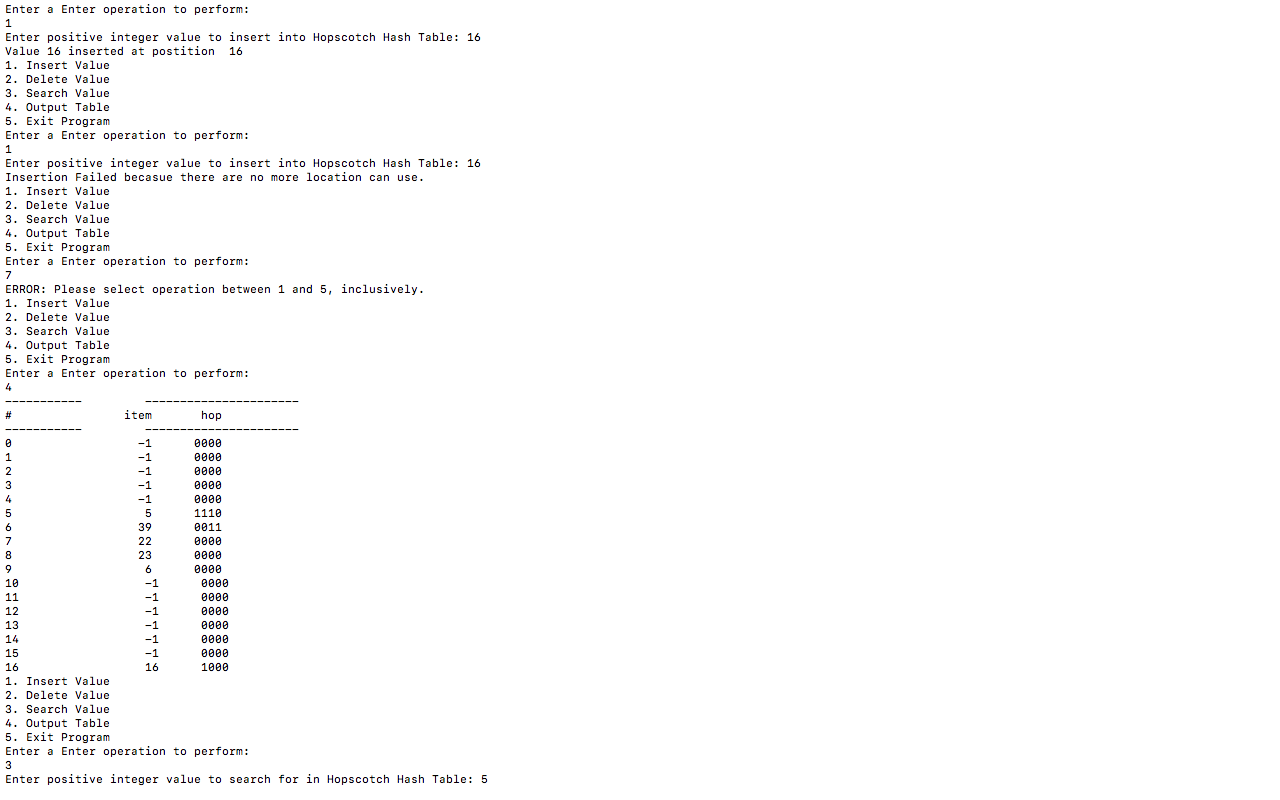 Enter a Enter operation to perform:
1
Enter positive integer value to insert into Hopscotch Hash Table: 16
Value 16 inserted at postition  16
1. Insert Value
2. Delete Value
3. Search Value
4. Output Table
5. Exit Program
Enter a Enter operation to perform:
1
Enter positive integer value to insert into Hopscotch Hash Table: 16
Insertion Failed becasue there are no more location can use.
1. Insert Value
2. Delete Value
3. Search Value
4. Output Table
5. Exit Program
Enter a Enter operation to perform:
7
ERROR: Please select operation between 1 and 5, inclusively.
1. Insert Value
2. Delete Value
3. Search Value
4. Output Table
5. Exit Program
Enter a Enter operation to perform:
4
-----------         ----------------------
#                item       hop
-----------         ----------------------
0                  -1      0000
1                  -1      0000
2                  -1      0000
3                  -1      0000
4                  -1      0000
5                   5      1110
6                  39      0011
7                  22      0000
8                  23      0000
9                   6      0000
10                  -1      0000
11                  -1      0000
12                  -1      0000
13                  -1      0000
14                  -1      0000
15                  -1      0000
16                  16      1000
1. Insert Value
2. Delete Value
3. Search Value
4. Output Table
5. Exit Program
Enter a Enter operation to perform:
3
Enter positive integer value to search for in Hopscotch Hash Table: 5